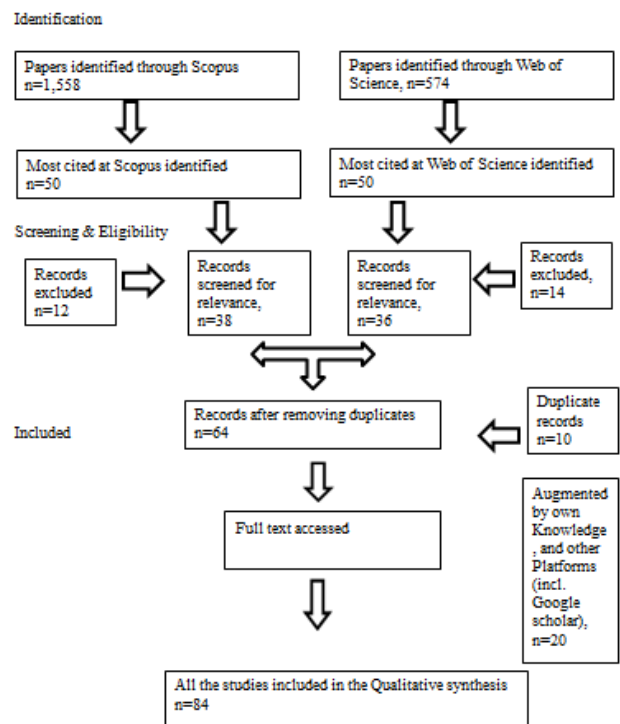 Identification
Papers identified through Scopus
n=1,558
Papers identified through Web of
Science, n=574
Most cited at Scopus identified
n=50
Most cited at Web of Science identified
n=50
Screening & Eligibility
Records
excluded
n=12
Records
screened for
relevance,
n=38
Records
screened for
relevance,
n=36
Records
excluded,
n=14
Included
Records after removing duplicates
n=64
Duplicate
records
n=10
Full text accessed
Augmented
by own
Knowledge
, and other
Platforms
(incl.
Google
scholar),
n=20
All the studies included in the Qualitative synthesis
n=84